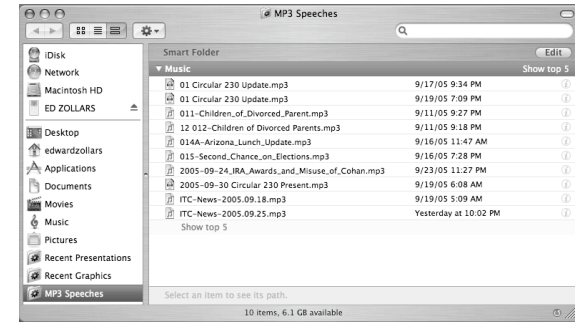 MP3 Speeches
iDisk
Network
Macintosh HD
ED ZOLLARS
Desktop
edwardzollars
Applications
Documents
Movies
Music
Pictures
Recent Presentations
Recent Graphics
MP3 Speeches
Smart Folder Edit
Music Show top 5
01 Circular 230 Update.mp3 9/17/05 9:34 PM
01 Circular 230 Update.mp3 9/19/05 7:09 PM
011-Children_of_Divorced_Parent.mp3 9/11/05 9:27 PM
12 012-Children of Divorced Parents.mp3 9/11/05 9:18 PM
014A-Arizona_Lunch_Update.mp3 9/16/05 11:47 AM
015-Second_Chance_on_Elections.mp3 9/16/05 7:28 PM
2005-09-24_IRA_Awards_and_Misuse_of_Cohan.mp3 9/23/05 11:27 PM
2005-09-30 Circular 230 Present.mp3 9/19/05 6:08 AM
ITC-News-2005.09.18.mp3 9/19/05 5:09 AM
ITC-News-2005.09.25.mp3 Yesterday at 10:02 PM
Show top 5
Select an item to see its path.
10 items, 6.1 GB available